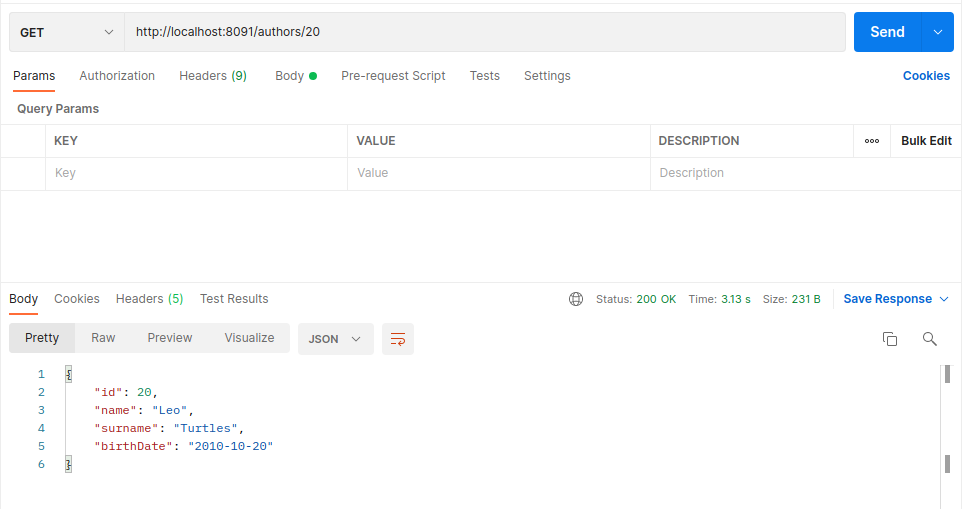 GET http://localhost:8091/authors/20 Send
Params Authorization Headers (9) Body Pre-request Script Tests Settings Cookies
Query Params
KEY VALUE DESCRIPTION ooo Bulk Edit
Key Value Description
Body Cookies Headers (5) Test Results Status: 200 OK Time: 3.13 s Size: 231 B Save Response
Pretty Raw Preview Visualize JSON
1 {
2 "id": 20,
3 "name": "Leo",
4 "surname": "Turtles",
5 "birthDate": "2010-10-20"
6 }